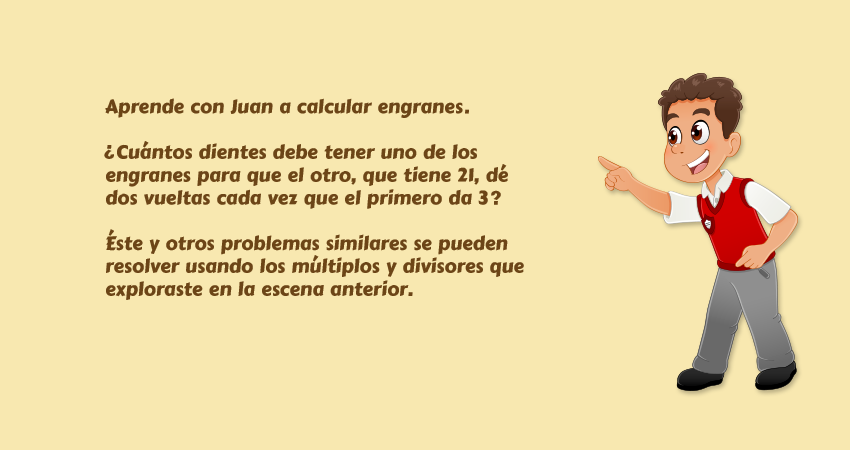 Aprende con Juan a calcular engranes.
¿Cuántos dientes debe tener uno de los
engranes para que el otro, que tiene 21, dé
dos vueltas cada vez que el primero da 3?
Éste y otros problemas similares se pueden
resolver usando los múltiplos y divisores que
exploraste en la escena anterior.